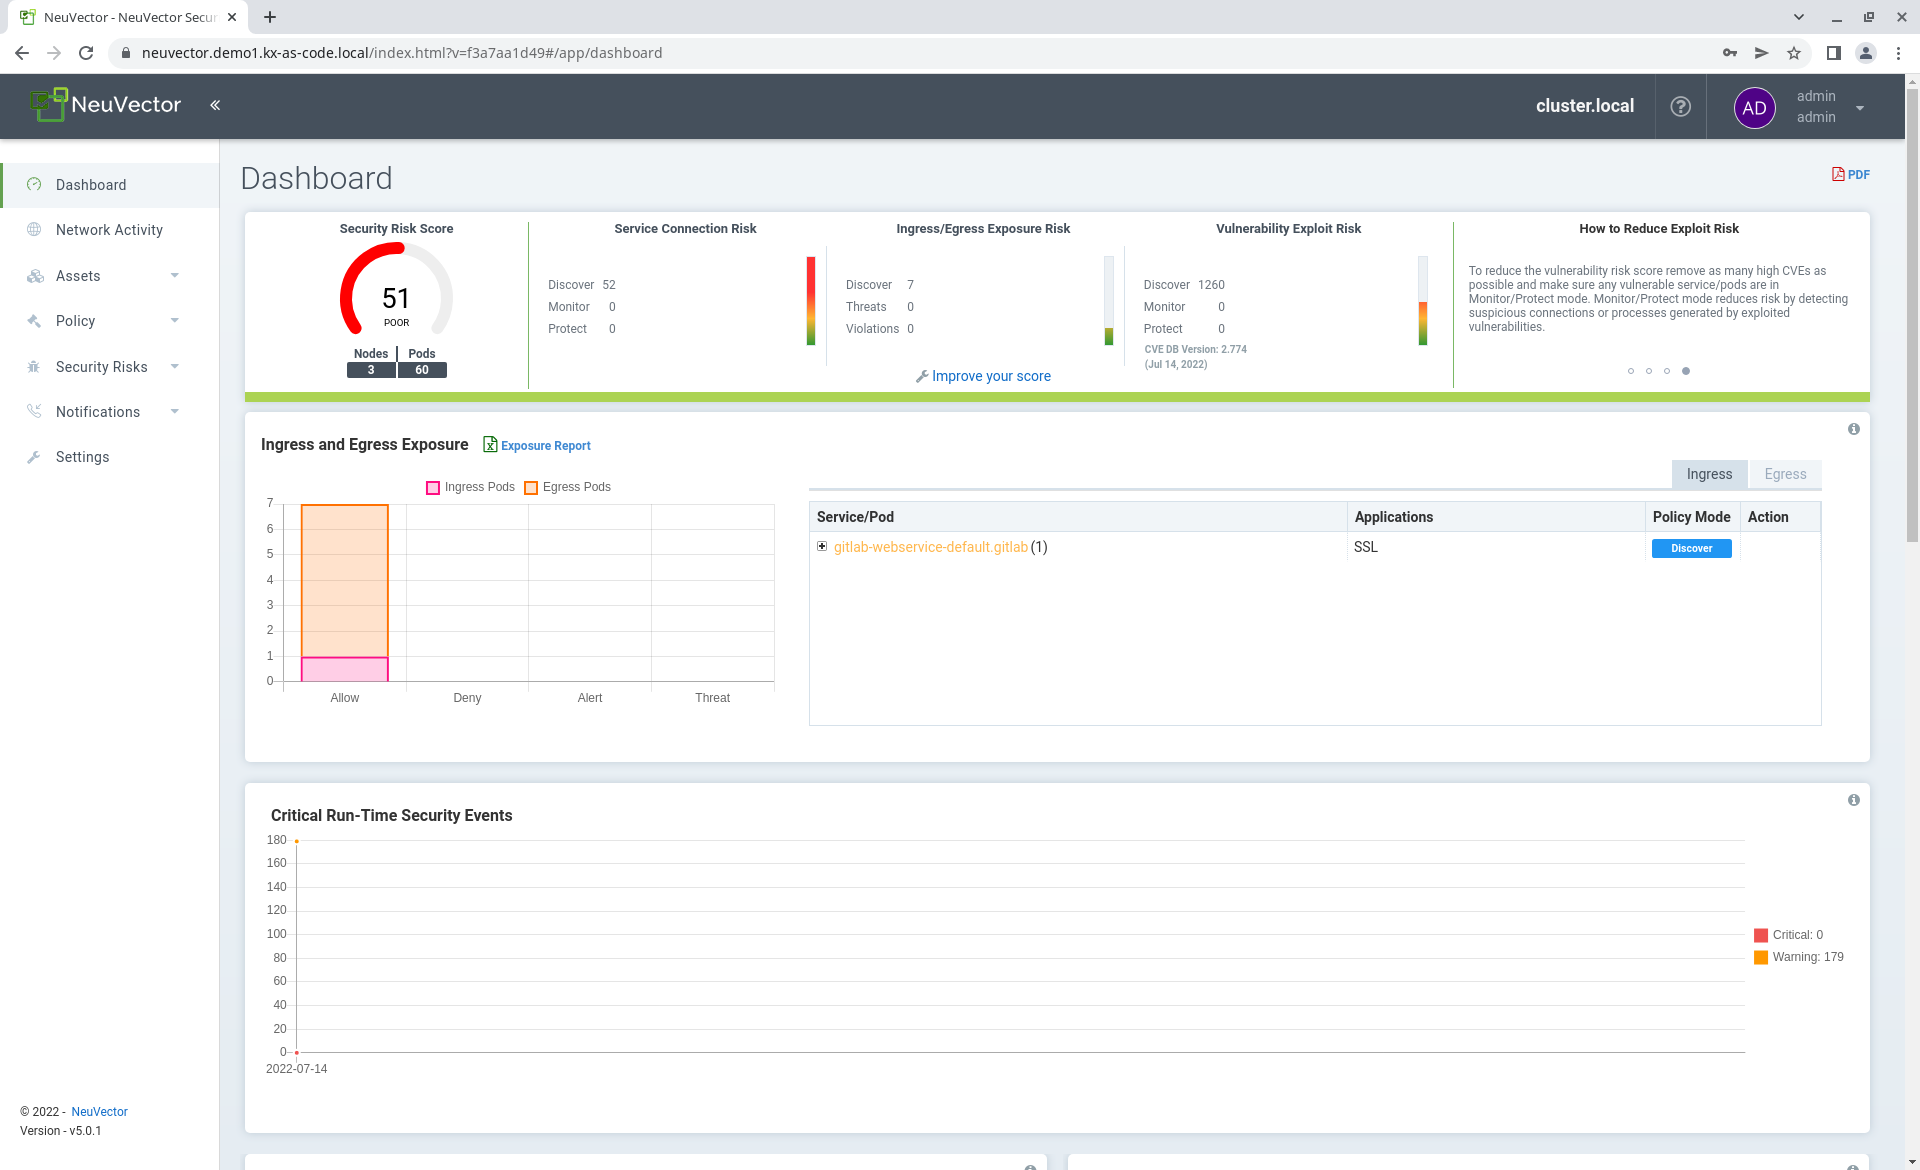 NeuVector - NeuVector Secur
neuvector.demo1.kx-as-code.local/index.html?v=f3a7aa1d49#/app/dashboard
NeuVector
cluster.local
AD
admin
admin
Dashboard
Network Activity
Assets
Policy
Security Risks
Notifications
Settings
© 2022 - NeuVector
Version - v5.0.1
Dashboard
PDF
Security Risk Score
51
POOR
Nodes Pods
3 60
Service Connection Risk
Discover 52
Monitor 0
Protect 0
Ingress/Egress Exposure Risk
Discover 7
Threats 0
Violations 0
Improve your score
Vulnerability Exploit Risk
Discover 1260
Monitor 0
Protect 0
CVE DB Version: 2.774
(Jul 14, 2022)
How to Reduce Exploit Risk
To reduce the vulnerability risk score remove as many high CVEs as
possible and make sure any vulnerable service/pods are in
Monitor/Protect mode. Monitor/Protect mode reduces risk by detecting
suspicious connections or processes generated by exploited
vulnerabilities.
Ingress and Egress Exposure
Exposure Report
Ingress Pods Egress Pods
7
6
5
4
3
2
1
0
Allow Deny Alert Threat
Ingress Egress
Service/Pod Applications Policy Mode Action
gitlab-webservice-default.gitlab (1) SSL Discover
Critical Run-Time Security Events
180
160
140
120
100
80
60
40
20
0
2022-07-14
Critical: 0
Warning: 179